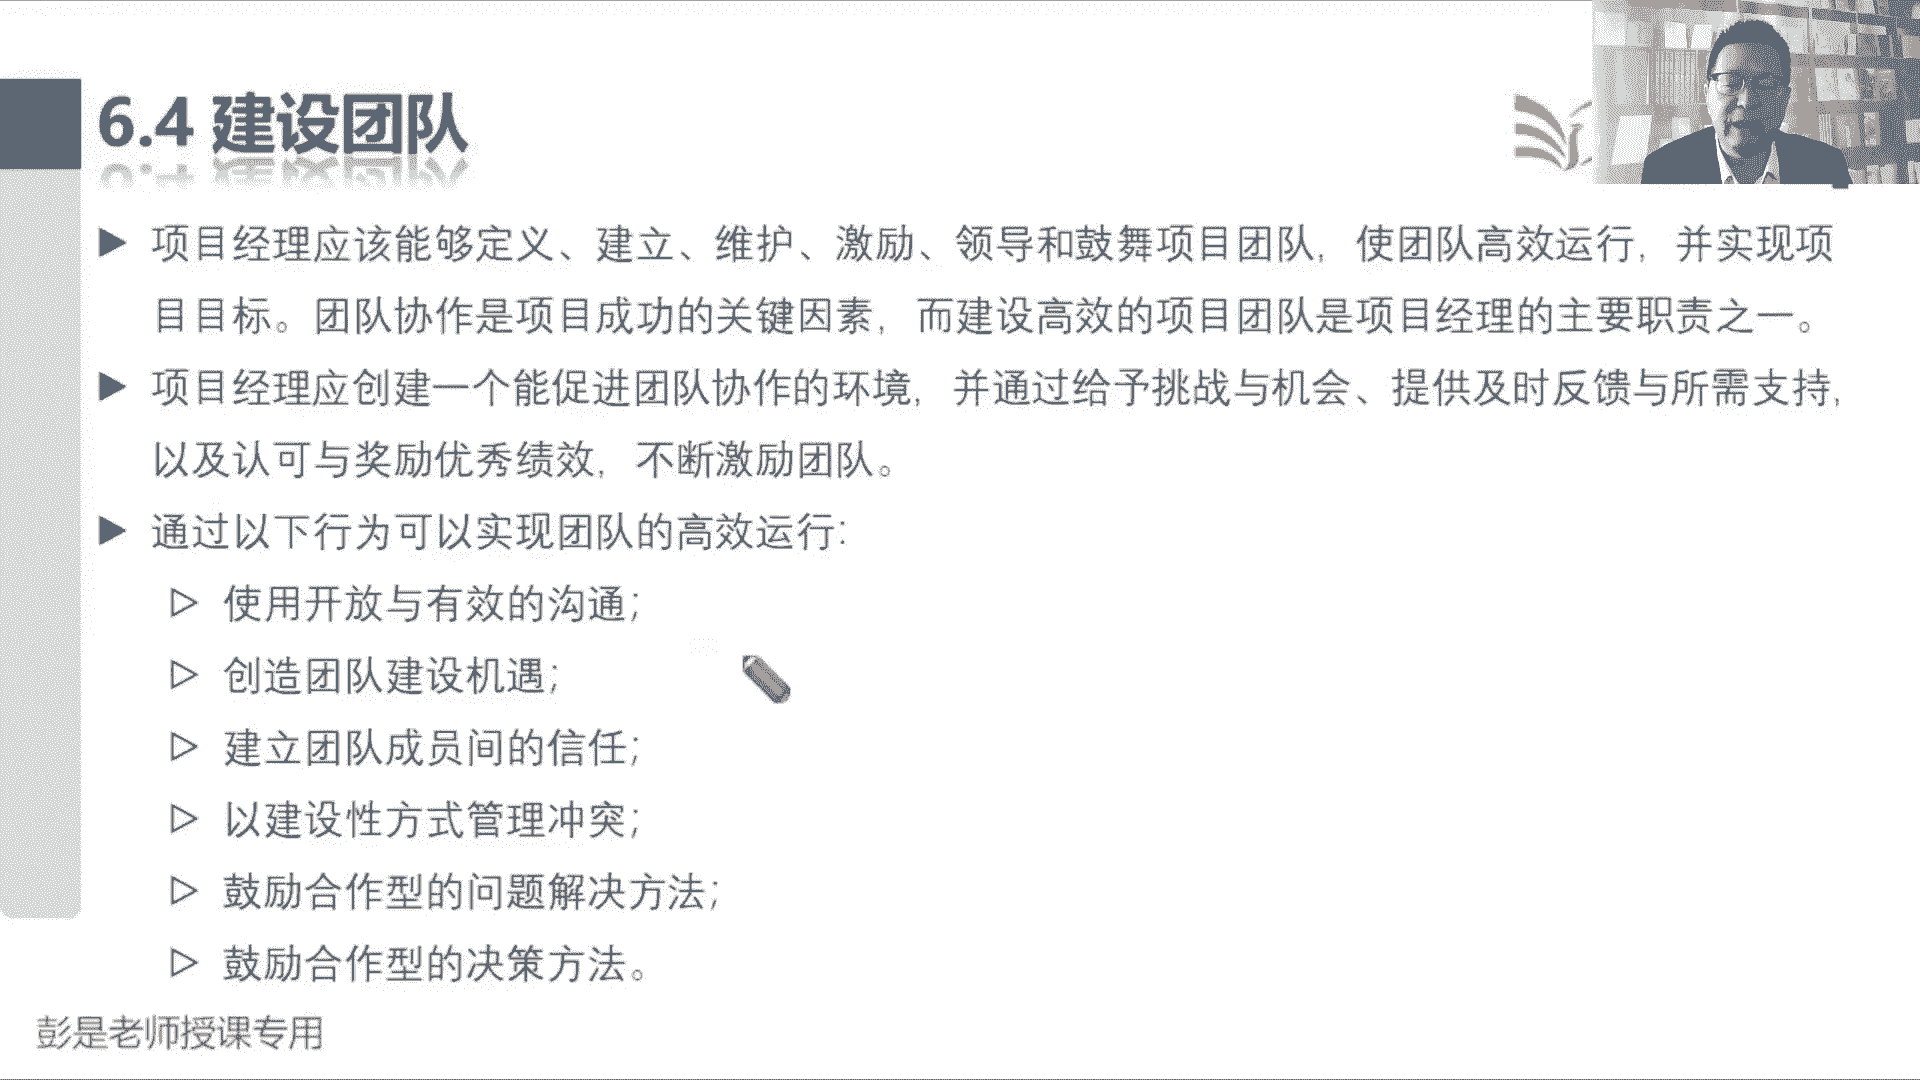 6.4 建设团队
项目经理应该能够定义、建立、维护、激励、领导和鼓舞项目团队，使团队高效运行，并实现项
目目标。团队协作是项目成功的关键因素，而建设高效的项目团队是项目经理的主要职责之一。
项目经理应创建一个能促进团队协作的环境，并通过给予挑战与机会、提供及时反馈与所需支持，
以及认可与奖励优秀绩效，不断激励团队。
通过以下行为可以实现团队的高效运行：
使用开放与有效的沟通；
创造团队建设机遇；
建立团队成员间的信任；
以建设性方式管理冲突；
鼓励合作型的问题解决方法；
鼓励合作型的决策方法。
彭是老师授课专用